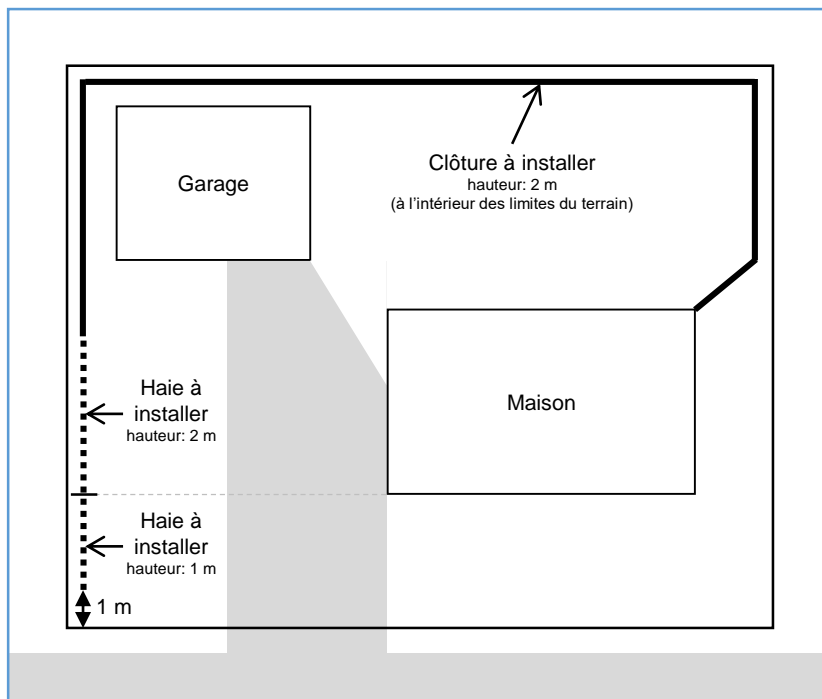 Garage
Clôture à installer
hauteur: 2 m
(à l’intérieur des limites du terrain)
Haie à
installer
hauteur: 2 m
Maison
Haie à
installer
hauteur: 1 m
1 m